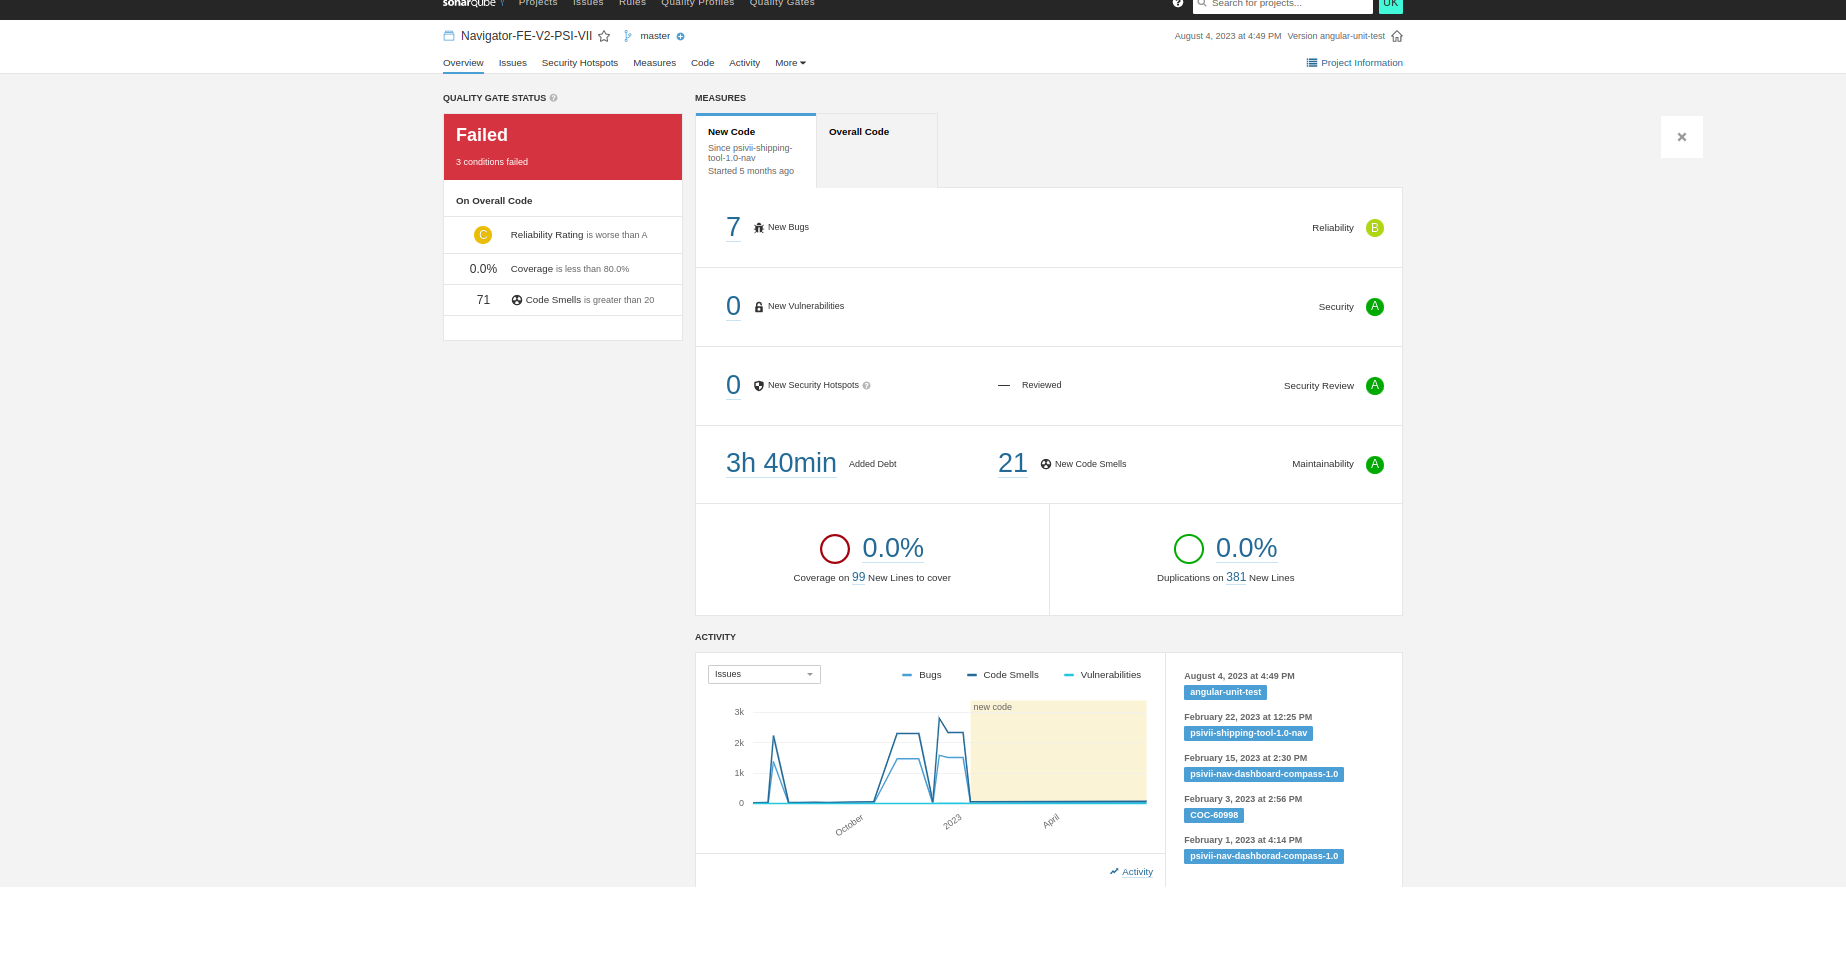 sonarqube Projects Issues Rules Quality Profiles Quality Gates ? Search for projects... UK
Navigator-FE-V2-PSI-VII master August 4, 2023 at 4:49 PM Version angular-unit-test
Overview Issues Security Hotspots Measures Code Activity More Project Information
QUALITY GATE STATUS ?
Failed
3 conditions failed
On Overall Code
C Reliability Rating is worse than A
0.0% Coverage is less than 80.0%
71 Code Smells is greater than 20
MEASURES
New Code
Since psivii-shipping-
tool-1.0-nav
Started 5 months ago
Overall Code
×
7 New Bugs Reliability B
0 New Vulnerabilities Security A
0 New Security Hotspots ? — Reviewed Security Review A
3h 40min Added Debt 21 New Code Smells Maintainability A
0.0%
Coverage on 99 New Lines to cover
0.0%
Duplications on 381 New Lines
ACTIVITY
Issues Bugs Code Smells Vulnerabilities
new code
3k
2k
1k
0
October 2023 April
Activity
August 4, 2023 at 4:49 PM
angular-unit-test
February 22, 2023 at 12:25 PM
psivii-shipping-tool-1.0-nav
February 15, 2023 at 2:30 PM
psivii-nav-dashboard-compass-1.0
February 3, 2023 at 2:56 PM
COC-60998
February 1, 2023 at 4:14 PM
psivii-nav-dashborad-compass-1.0